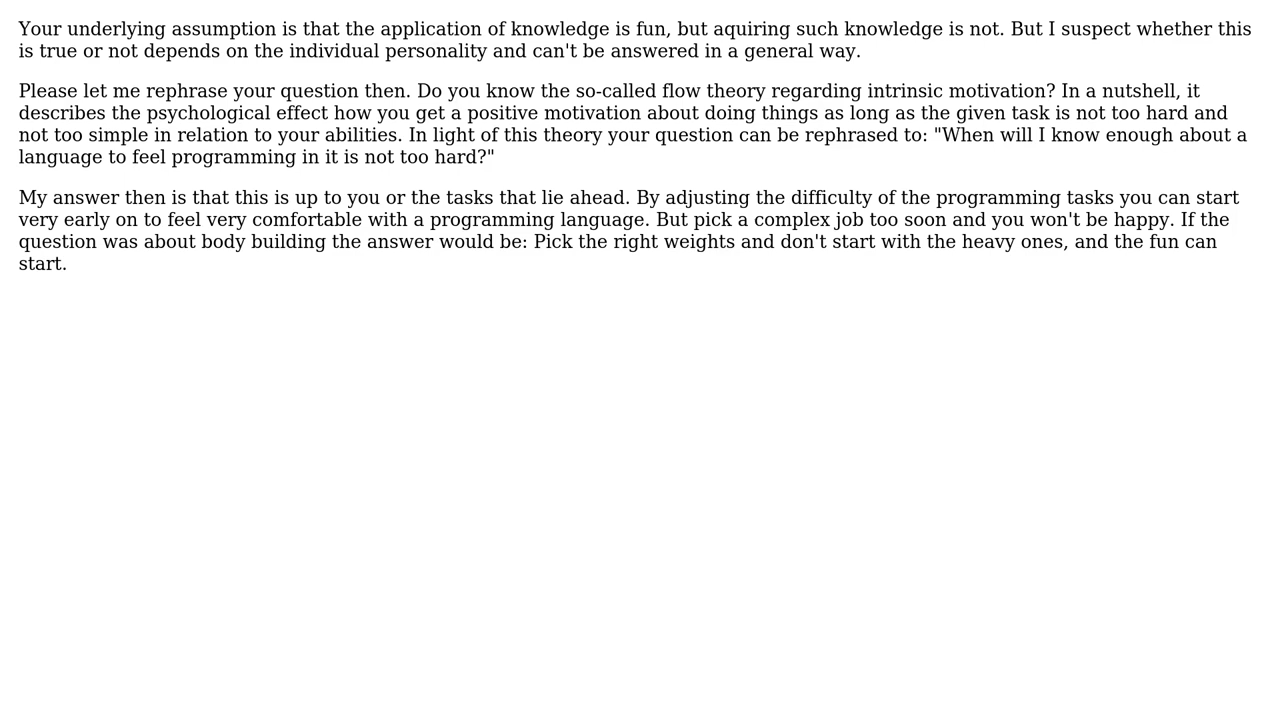 Your underlying assumption is that the application of knowledge is fun, but aquiring such knowledge is not. But I suspect whether this
is true or not depends on the individual personality and can't be answered in a general way.
Please let me rephrase your question then. Do you know the so-called flow theory regarding intrinsic motivation? In a nutshell, it
describes the psychological effect how you get a positive motivation about doing things as long as the given task is not too hard and
not too simple in relation to your abilities. In light of this theory your question can be rephrased to: "When will I know enough about a
language to feel programming in it is not too hard?"
My answer then is that this is up to you or the tasks that lie ahead. By adjusting the difficulty of the programming tasks you can start
very early on to feel very comfortable with a programming language. But pick a complex job too soon and you won't be happy. If the
question was about body building the answer would be: Pick the right weights and don't start with the heavy ones, and the fun can
start.